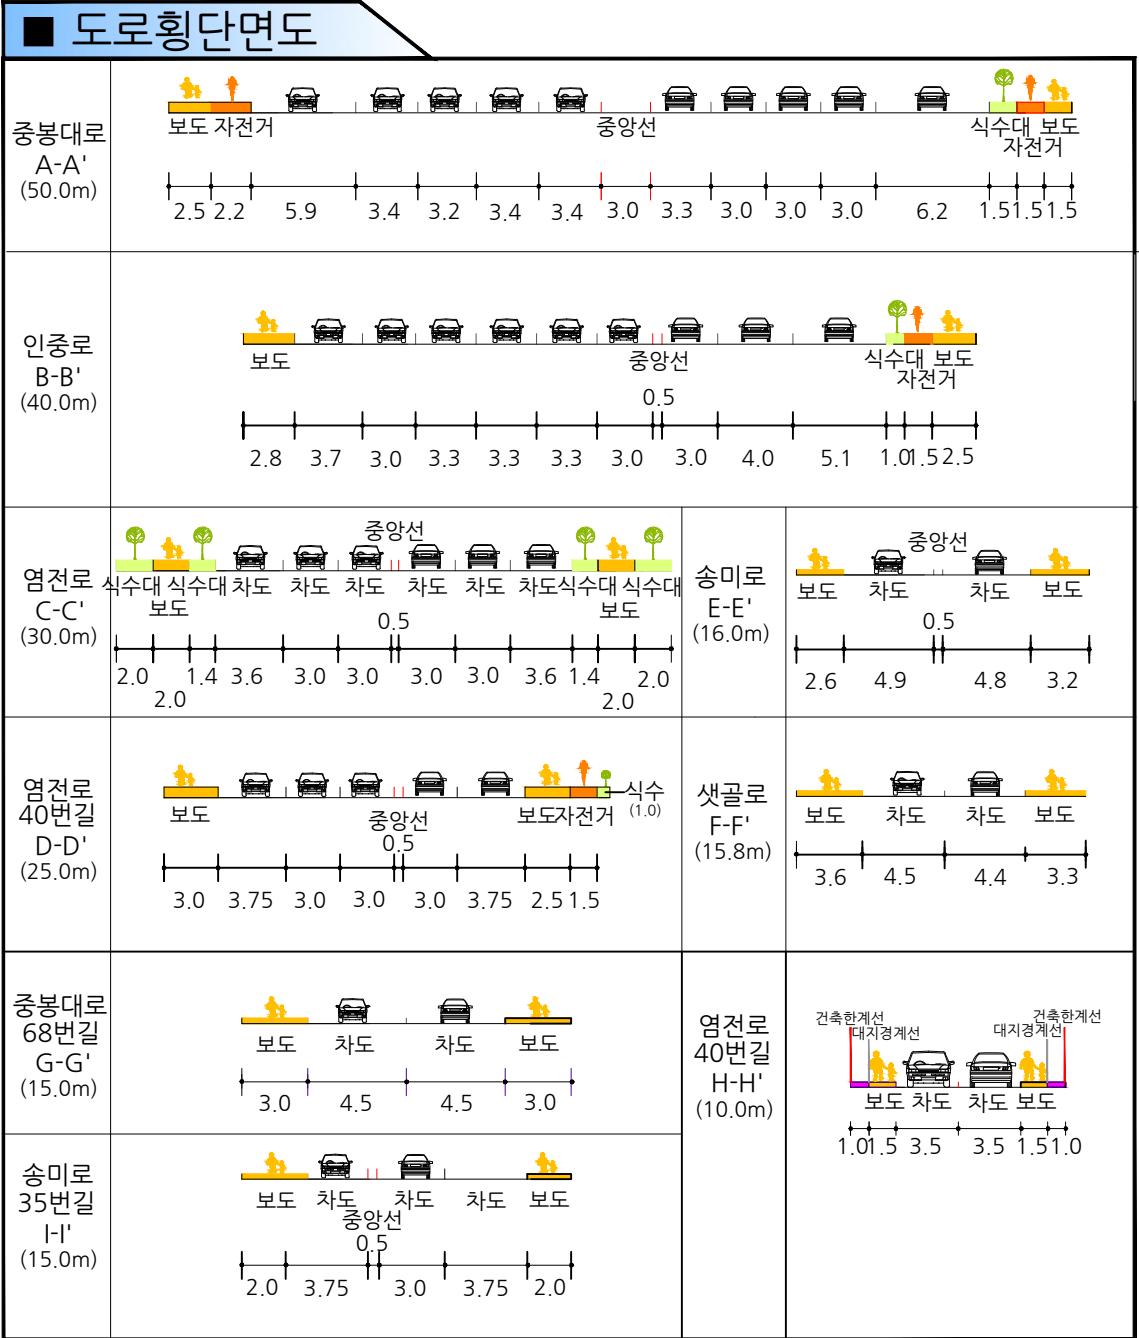 ■ 도로횡단면도
중봉대로
A-A'
(50.0m)
보도 자전거 중앙선 식수대 보도
자전거
2.5 2.2 5.9 3.4 3.2 3.4 3.4 3.0 3.3 3.0 3.0 3.0 6.2 1.5 1.5 1.5
인중로
B-B'
(40.0m)
보도 중앙선 식수대 보도
자전거
0.5
2.8 3.7 3.0 3.3 3.3 3.3 3.0 3.0 4.0 5.1 1.0 1.5 2.5
염전로
C-C'
(30.0m)
중앙선
식수대 식수대 차도 차도 차도 차도 차도 차도 식수대 식수대
보도 보도
0.5
2.0 1.4 3.6 3.0 3.0 3.0 3.0 3.6 1.4 2.0
2.0 2.0
송미로
E-E'
(16.0m)
중앙선
보도 차도 차도 보도
0.5
2.6 4.9 4.8 3.2
염전로
40번길
D-D'
(25.0m)
식수
(1.0)
보도 중앙선 보도 자전거
0.5
3.0 3.75 3.0 3.0 3.0 3.75 2.5 1.5
샛골로
F-F'
(15.8m)
보도 차도 차도 보도
3.6 4.5 4.4 3.3
중봉대로
68번길
G-G'
(15.0m)
보도 차도 차도 보도
3.0 4.5 4.5 3.0
염전로
40번길
H-H'
(10.0m)
건축한계선 건축한계선
대지경계선 대지경계선
보도 차도 차도 보도
1.0 1.5 3.5 3.5 1.5 1.0
송미로
35번길
I-I'
(15.0m)
보도 차도 차도 차도 보도
중앙선
0.5
2.0 3.75 3.0 3.75 2.0